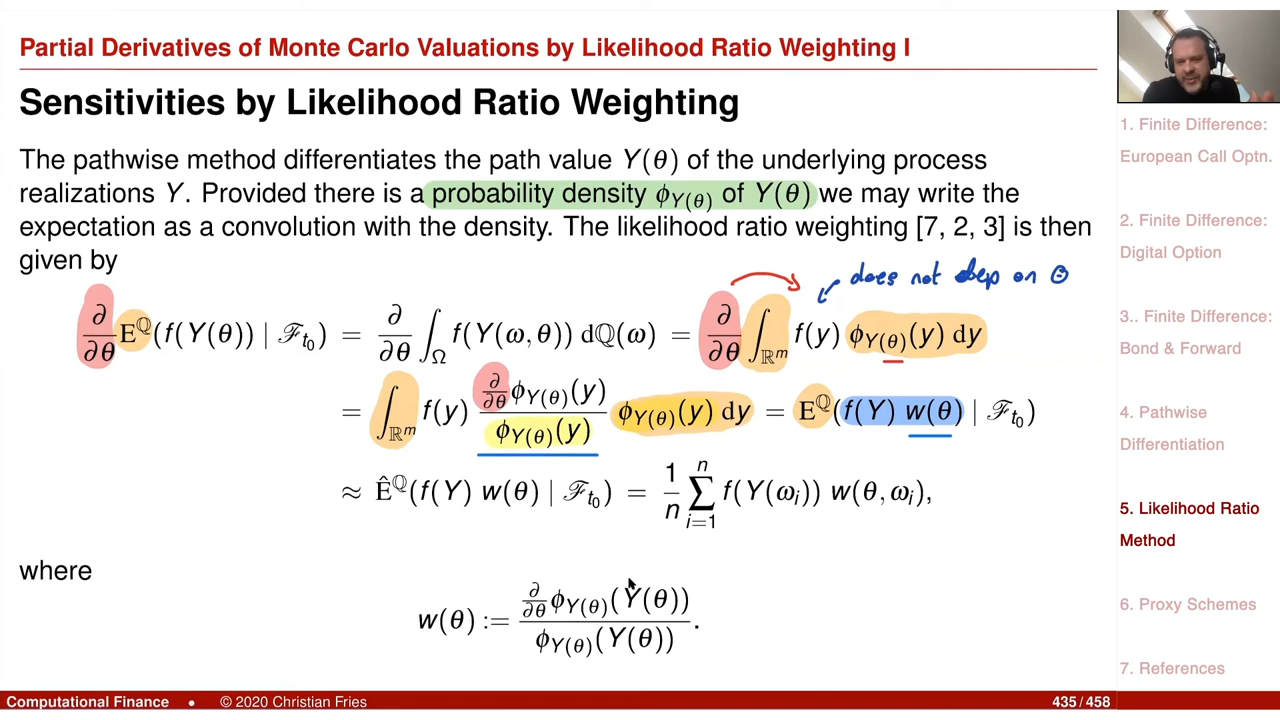 Partial Derivatives of Monte Carlo Valuations by Likelihood Ratio Weighting I
Sensitivities by Likelihood Ratio Weighting
The pathwise method differentiates the path value Y(θ) of the underlying process
realizations Y. Provided there is a probability density ϕ_{Y(θ)} of Y(θ) we may write the
expectation as a convolution with the density. The likelihood ratio weighting [7, 2, 3] is then
given by
does not dep on θ
∂/∂θ E^ℚ(f(Y(θ)) | ℱ_{t_0}) = ∂/∂θ ∫_Ω f(Y(ω, θ)) dℚ(ω) = ∂/∂θ ∫_{ℝ^m} f(y) ϕ_{Y(θ)}(y) dy
= ∫_{ℝ^m} f(y) \frac{∂/∂θ ϕ_{Y(θ)}(y)}{ϕ_{Y(θ)}(y)} ϕ_{Y(θ)}(y) dy = E^ℚ(f(Y) w(θ) | ℱ_{t_0})
≈ Ê^ℚ(f(Y) w(θ) | ℱ_{t_0}) = \frac{1}{n} ∑_{i=1}^{n} f(Y(ω_i)) w(θ, ω_i),
where
w(θ) := \frac{∂/∂θ ϕ_{Y(θ)}(Y(θ))}{ϕ_{Y(θ)}(Y(θ))}.
1. Finite Difference:
European Call Optn.
2. Finite Difference:
Digital Option
3.. Finite Difference:
Bond & Forward
4. Pathwise
Differentiation
5. Likelihood Ratio
Method
6. Proxy Schemes
7. References
Computational Finance • © 2020 Christian Fries 435 / 458